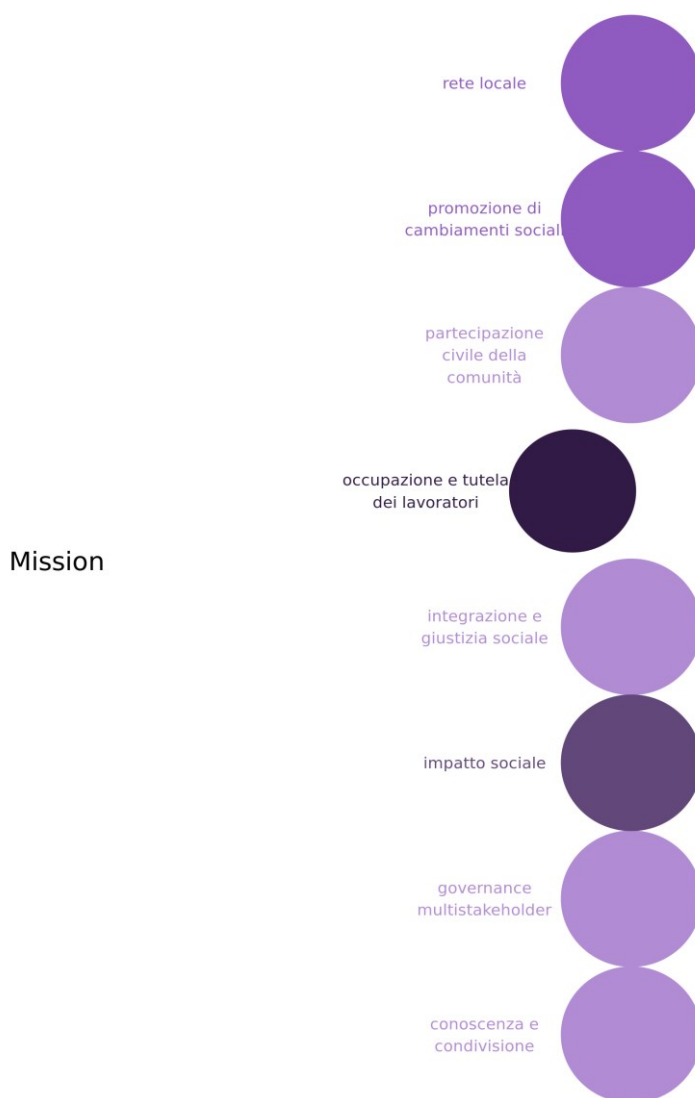 rete locale
promozione di
cambiamenti sociali
partecipazione
civile della
comunità
occupazione e tutela
dei lavoratori
Mission
integrazione e
giustizia sociale
impatto sociale
governance
multistakeholder
conoscenza e
condivisione